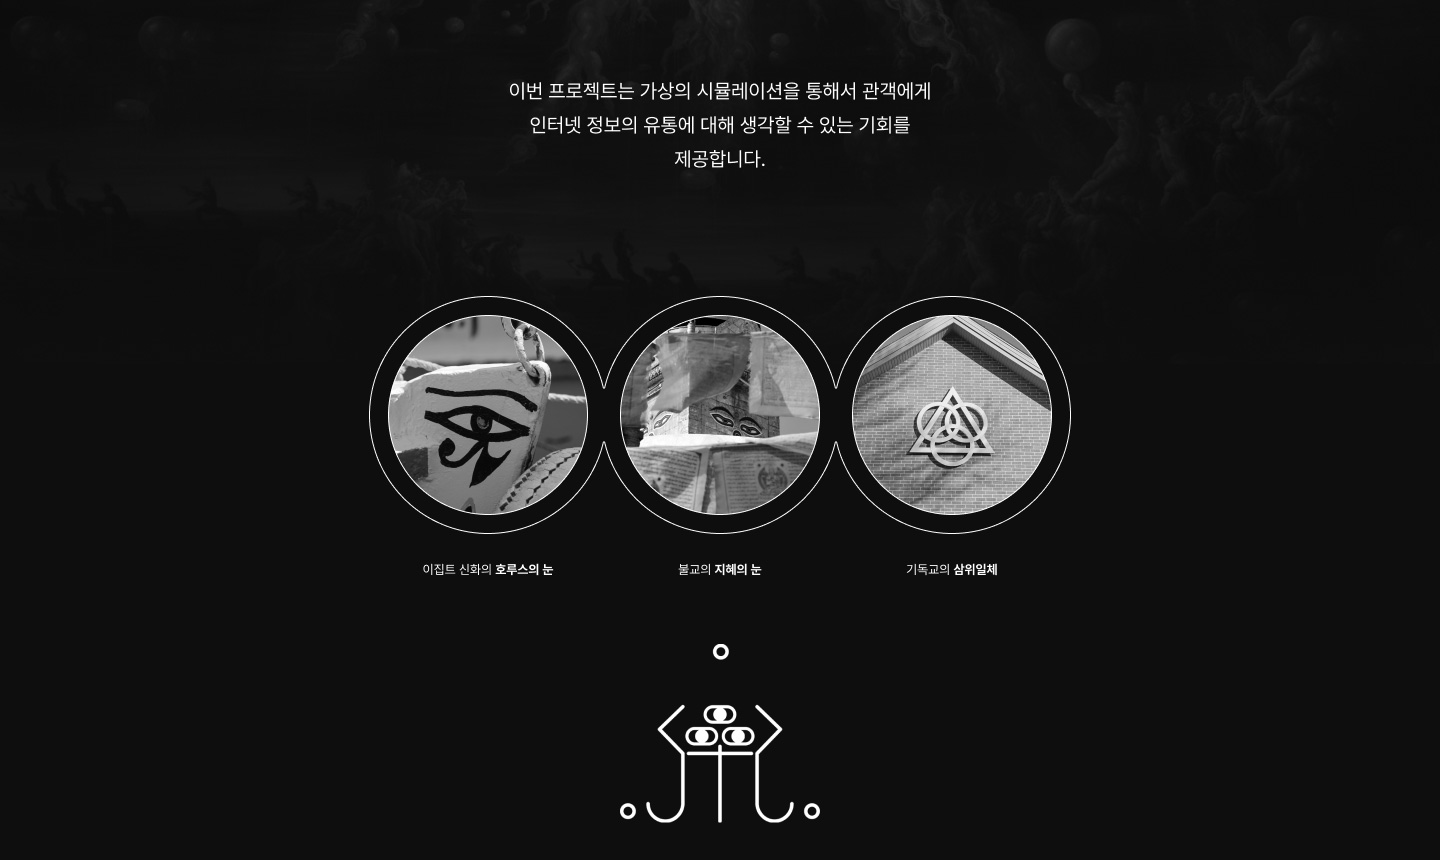 이번 프로젝트는 가상의 시뮬레이션을 통해서 관객에게
인터넷 정보의 유통에 대해 생각할 수 있는 기회를
제공합니다.
이집트 신화의 호루스의 눈
불교의 지혜의 눈
기독교의 삼위일체